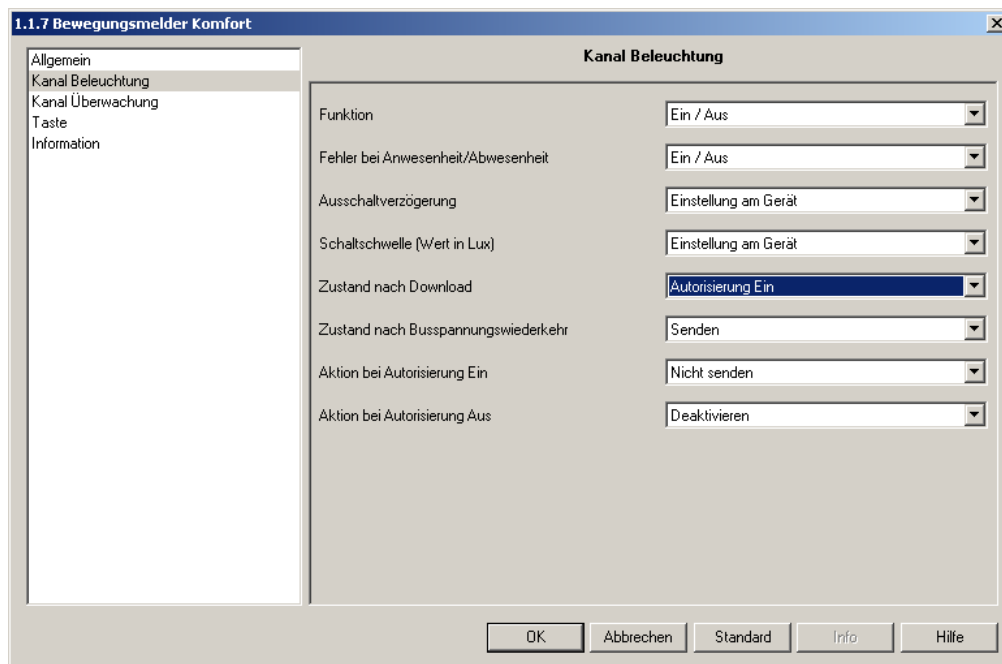 1.1.7 Bewegungsmelder Komfort
Allgemein
Kanal Beleuchtung
Kanal Überwachung
Taste
Information
Kanal Beleuchtung
Funktion Ein / Aus
Fehler bei Anwesenheit/Abwesenheit Ein / Aus
Ausschaltverzögerung Einstellung am Gerät
Schaltschwelle (Wert in Lux) Einstellung am Gerät
Zustand nach Download Autorisierung Ein
Zustand nach Busspannungswiederkehr Senden
Aktion bei Autorisierung Ein Nicht senden
Aktion bei Autorisierung Aus Deaktivieren
OK Abbrechen Standard Info Hilfe